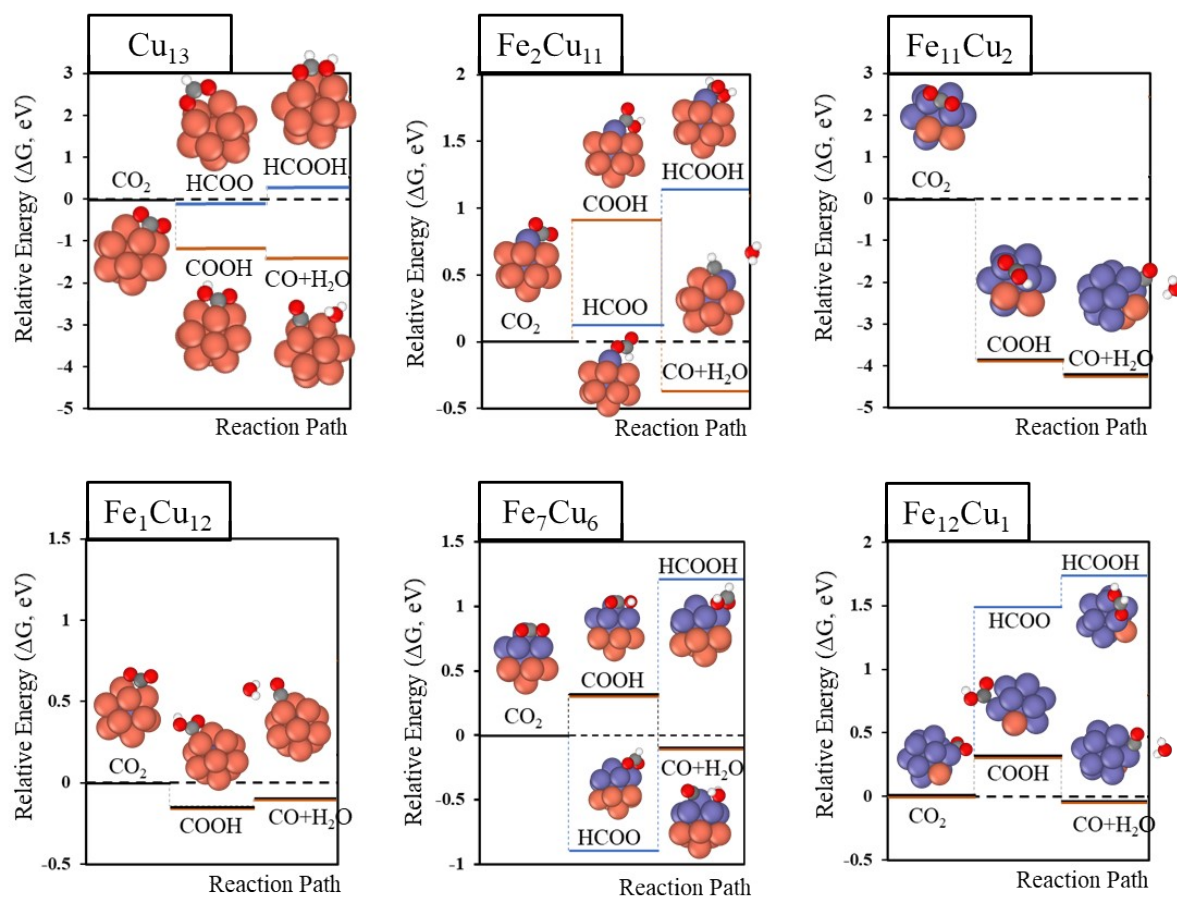 Cu₁₃
Relative Energy (ΔG, eV)
3
2
1
0
-1
-2
-3
-4
-5
CO₂
HCOO
HCOOH
COOH
CO+H₂O
Reaction Path
Fe₂Cu₁₁
Relative Energy (ΔG, eV)
2
1.5
1
0.5
0
-0.5
CO₂
COOH
HCOOH
HCOO
CO+H₂O
Reaction Path
Fe₁₁Cu₂
Relative Energy (ΔG, eV)
3
2
1
0
-1
-2
-3
-4
-5
CO₂
COOH
CO+H₂O
Reaction Path
Fe₁Cu₁₂
Relative Energy (ΔG, eV)
1.5
1
0.5
0
-0.5
CO₂
COOH
CO+H₂O
Reaction Path
Fe₇Cu₆
Relative Energy (ΔG, eV)
1.5
1
0.5
0
-0.5
-1
CO₂
COOH
HCOOH
HCOO
CO+H₂O
Reaction Path
Fe₁₂Cu₁
Relative Energy (ΔG, eV)
2
1.5
1
0.5
0
-0.5
HCOOH
HCOO
CO₂
COOH
CO+H₂O
Reaction Path